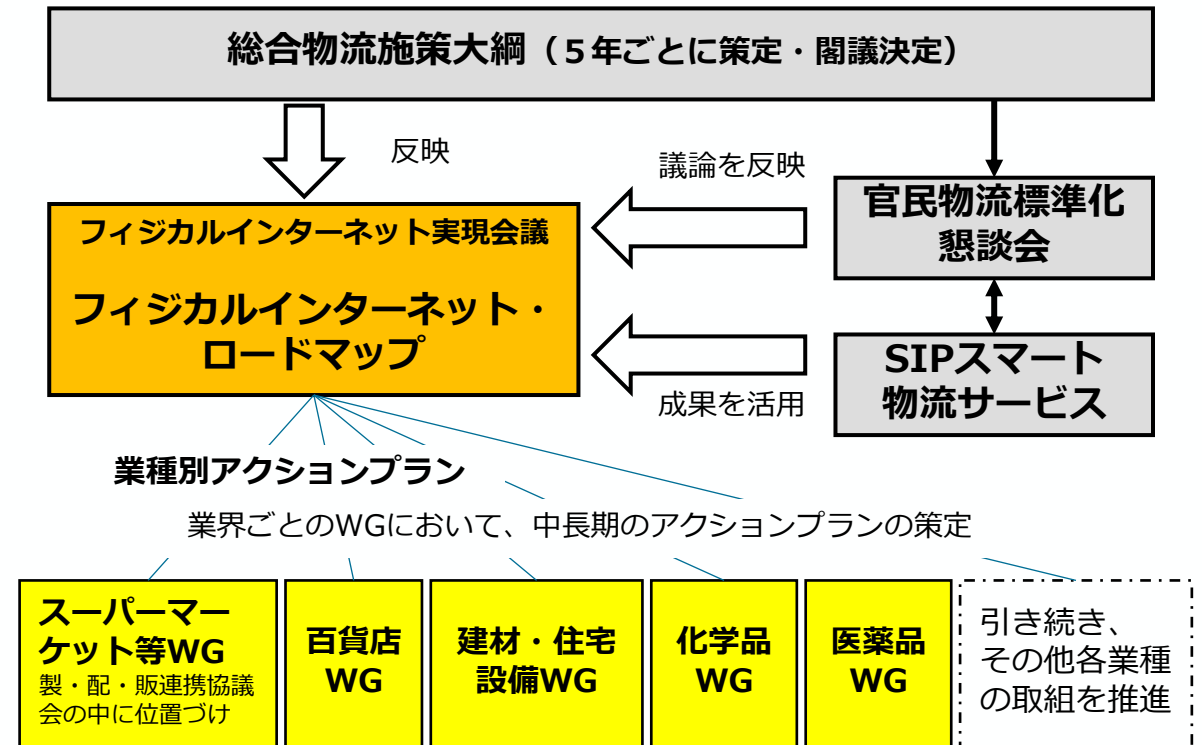 総合物流施策大綱（５年ごとに策定・閣議決定）
反映
議論を反映
官民物流標準化
懇談会
フィジカルインターネット実現会議
フィジカルインターネット・
ロードマップ
SIPスマート
物流サービス
成果を活用
業種別アクションプラン
業界ごとのWGにおいて、中長期のアクションプランの策定
スーパーマー
ケット等WG
製・配・販連携協議
会の中に位置づけ
百貨店
WG
建材・住宅
設備WG
化学品
WG
医薬品
WG
引き続き、
その他各業種
の取組を推進